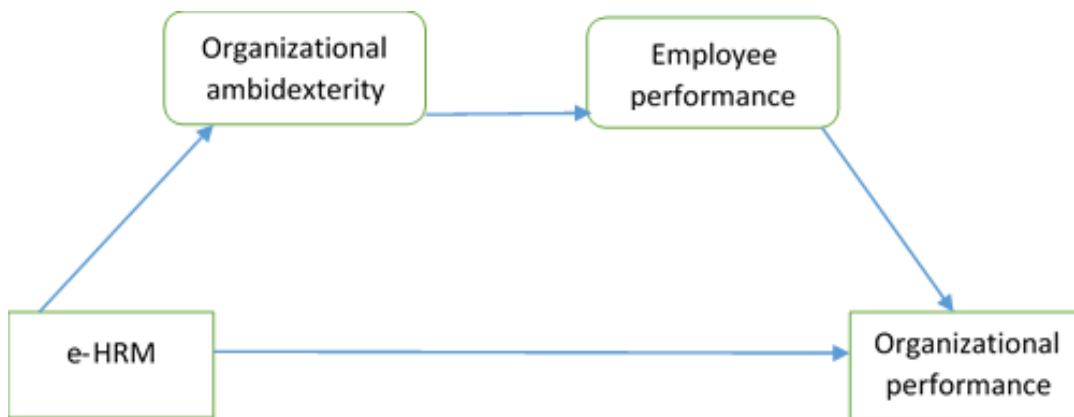 Organizational
ambidexterity
Employee
performance
e-HRM
Organizational
performance